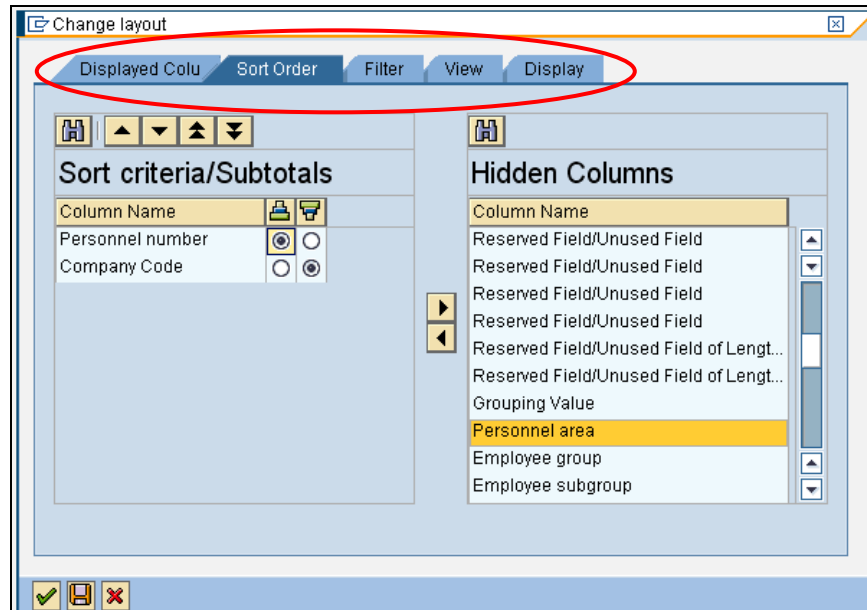 Change layout
Displayed Colu
Sort Order
Filter
View
Display
Sort criteria/Subtotals
Column Name
Personnel number
Company Code
Hidden Columns
Column Name
Reserved Field/Unused Field
Reserved Field/Unused Field
Reserved Field/Unused Field
Reserved Field/Unused Field
Reserved Field/Unused Field of Lengt...
Reserved Field/Unused Field of Lengt...
Grouping Value
Personnel area
Employee group
Employee subgroup